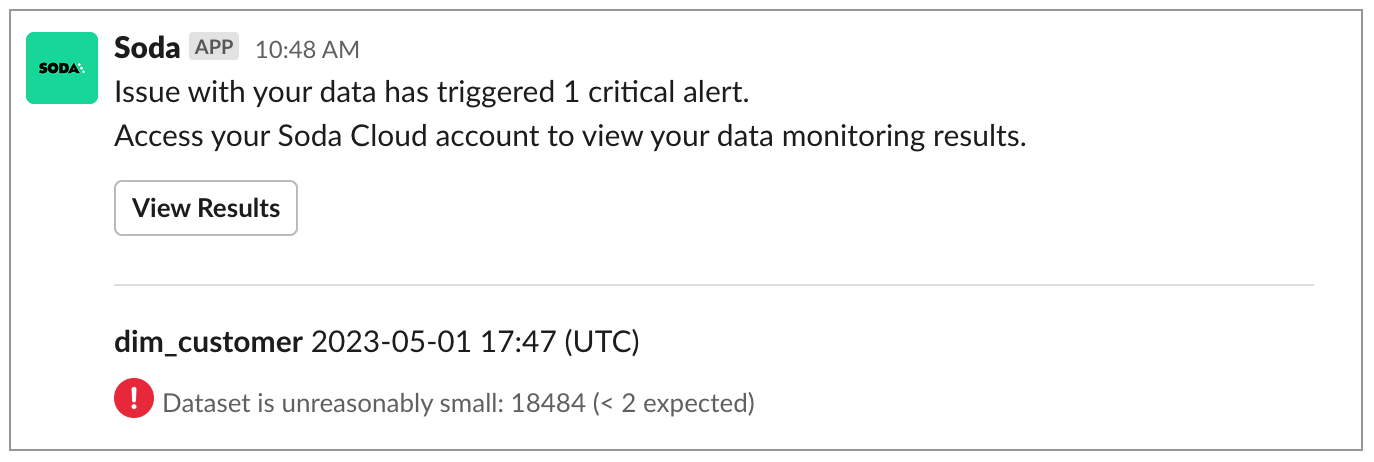 SODA
Soda APP 10:48 AM
Issue with your data has triggered 1 critical alert.
Access your Soda Cloud account to view your data monitoring results.
View Results
dim_customer 2023-05-01 17:47 (UTC)
Dataset is unreasonably small: 18484 (< 2 expected)